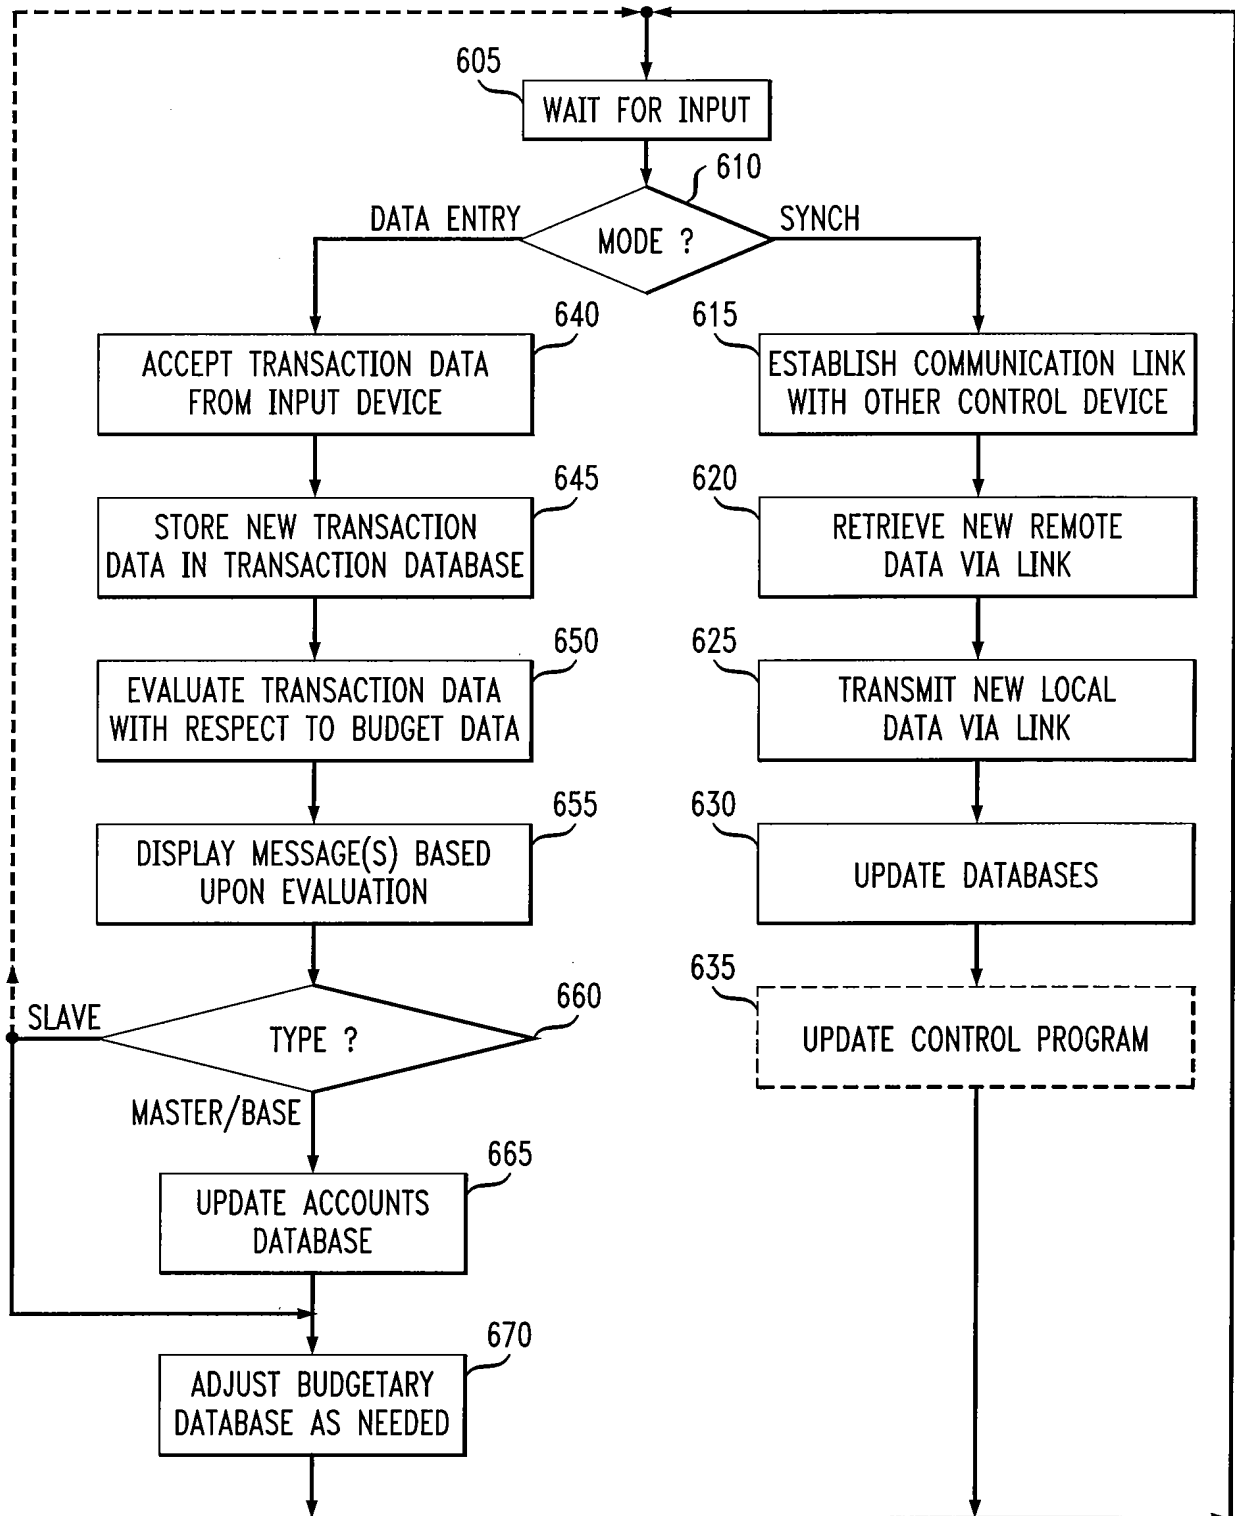 605
WAIT FOR INPUT
610
MODE ?
DATA ENTRY
SYNCH
640
ACCEPT TRANSACTION DATA
FROM INPUT DEVICE
645
STORE NEW TRANSACTION
DATA IN TRANSACTION DATABASE
650
EVALUATE TRANSACTION DATA
WITH RESPECT TO BUDGET DATA
655
DISPLAY MESSAGE(S) BASED
UPON EVALUATION
660
TYPE ?
SLAVE
MASTER/BASE
665
UPDATE ACCOUNTS
DATABASE
670
ADJUST BUDGETARY
DATABASE AS NEEDED
615
ESTABLISH COMMUNICATION LINK
WITH OTHER CONTROL DEVICE
620
RETRIEVE NEW REMOTE
DATA VIA LINK
625
TRANSMIT NEW LOCAL
DATA VIA LINK
630
UPDATE DATABASES
635
UPDATE CONTROL PROGRAM